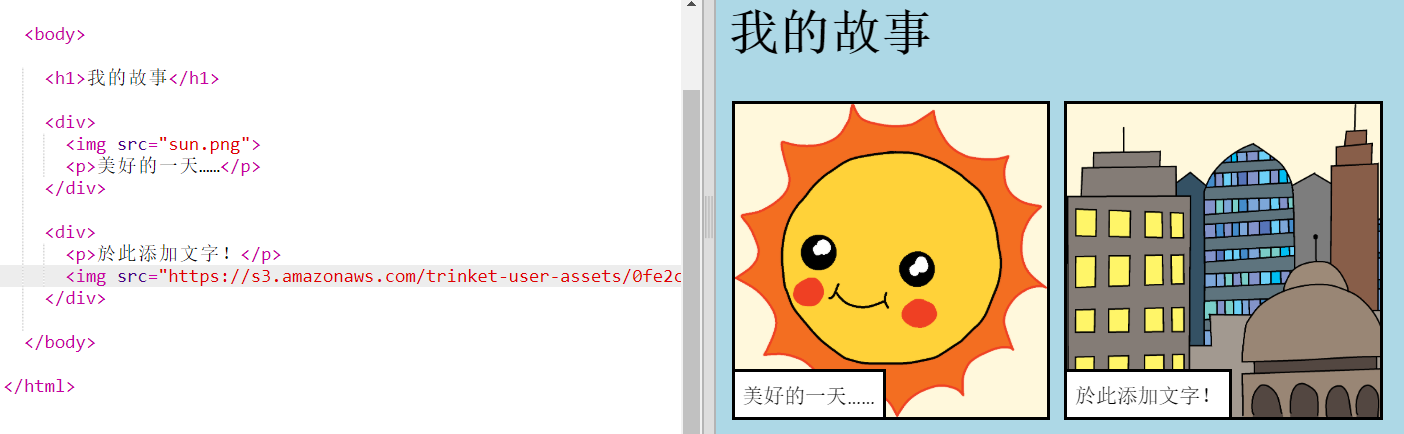 <body>
<h1>我的故事</h1>
<div>
<img src="sun.png">
<p>美好的一天……</p>
</div>
<div>
<p>於此添加文字！</p>
<img src="https://s3.amazonaws.com/trinket-user-assets/0fe2c
</div>
</body>
</html>
我的故事
美好的一天……
於此添加文字！